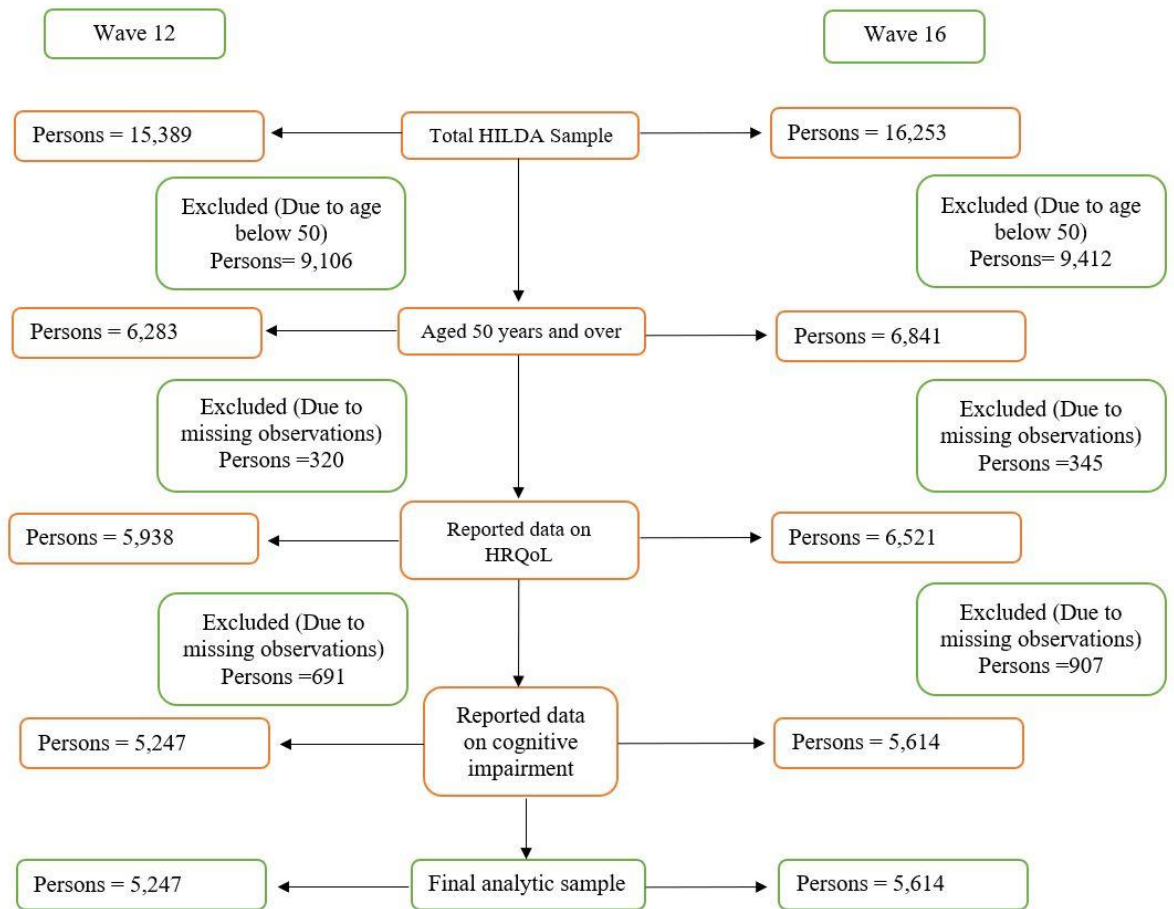 Wave 12
Wave 16
Persons = 15,389
Total HILDA Sample
Persons = 16,253
Excluded (Due to age
below 50)
Persons= 9,106
Excluded (Due to age
below 50)
Persons= 9,412
Persons = 6,283
Aged 50 years and over
Persons = 6,841
Excluded (Due to
missing observations)
Persons =320
Excluded (Due to
missing observations)
Persons =345
Persons = 5,938
Reported data on
HRQoL
Persons = 6,521
Excluded (Due to
missing observations)
Persons =691
Excluded (Due to
missing observations)
Persons =907
Persons = 5,247
Reported data
on cognitive
impairment
Persons = 5,614
Persons = 5,247
Final analytic sample
Persons = 5,614